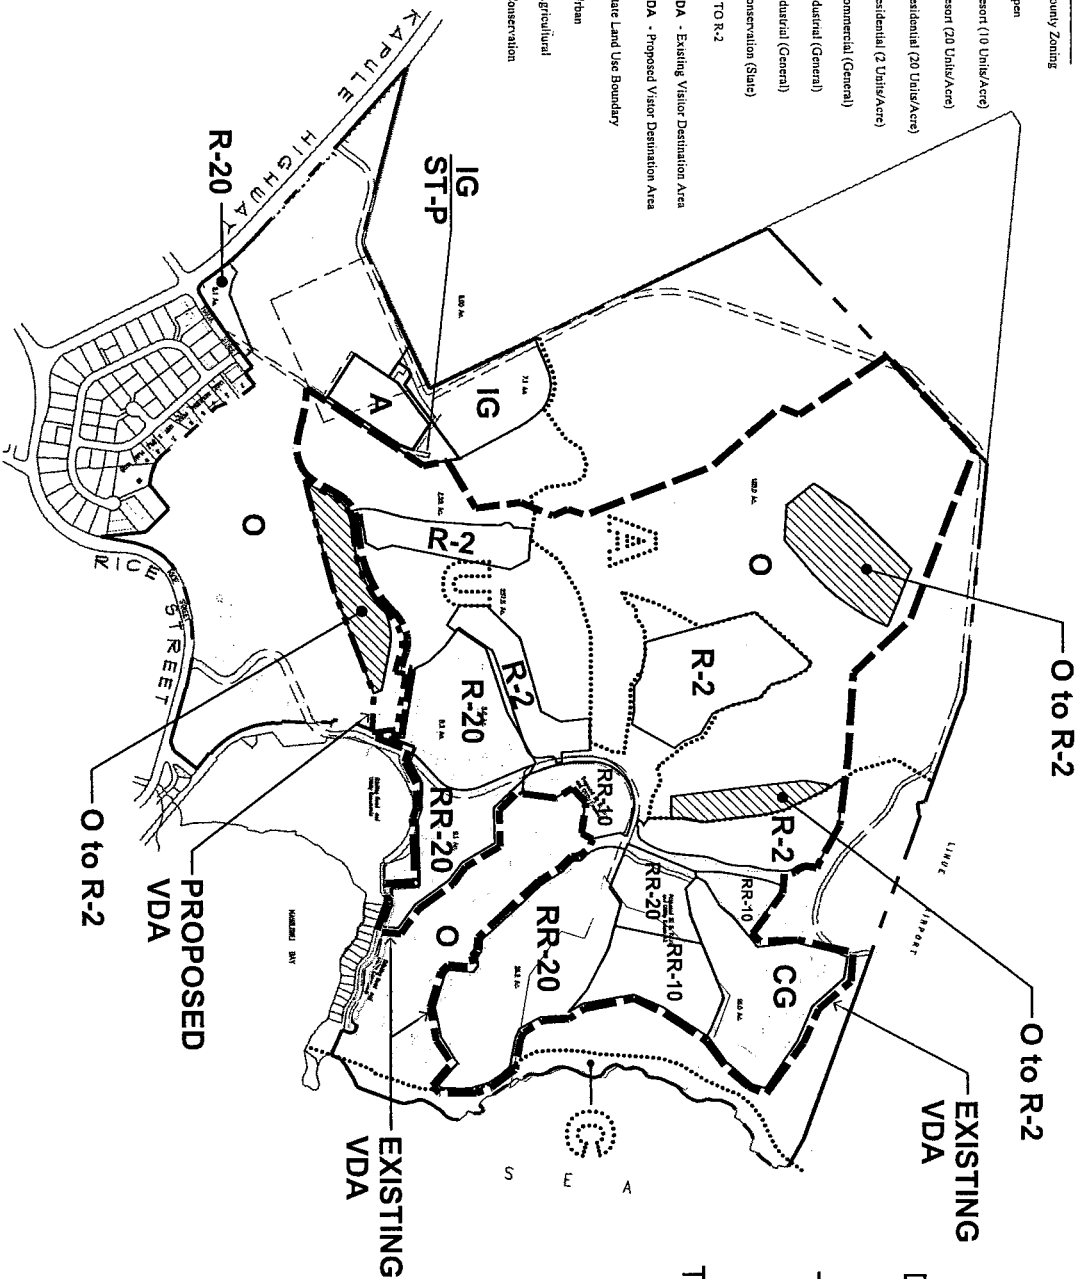 ounty Zoning
pen
esort (10 Units/Acre)
esort (20 Units/Acre)
esidential (20 Units/Acre)
esidential (2 Units/Acre)
ommercial (General)
dustrial (General)
dustrial (General)
onservation (State)
TO R-2
DA - Existing Visitor Destination Area
DA - Proposed Visitor Destination Area
tate Land Use Boundary
rban
gricultural
onservation
KAPULE HIGHWAY
R-20
IG
ST-P
A
IG
O
RICE STREET
R-2
U
A
O
R-2
R-20
R-2
RR-10
RR-20
R-2
RR-10
RR-20
RR-10
CG
RR-20
O
C
SEA
LIHUE AIRPORT
O to R-2
O to R-2
O to R-2
PROPOSED
VDA
EXISTING
VDA
EXISTING
VDA
T